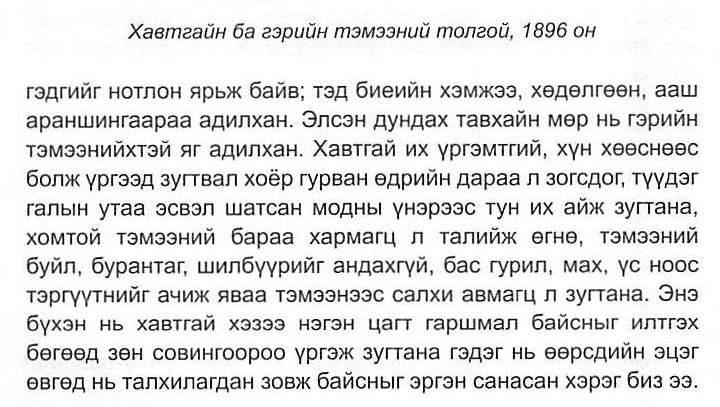 Хавтгайн ба гэрийн тэмээний толгой, 1896 он
гэдгийг нотлон ярьж байв; тэд биеийн хэмжээ, хөдөлгөөн, ааш
араншингаараа адилхан. Элсэн дундах тавхайн мөр нь гэрийн
тэмээнийхтэй яг адилхан. Хавтгай их үргэмтгий, хүн хөөснөөс
болж үргээд зугтвал хоёр гурван өдрийн дараа л зогсдог, түүдэг
галын утаа эсвэл шатсан модны үнэрээс тун их айж зугтана,
хомтой тэмээний бараа хармагц л талийж өгнө, тэмээний
буйл, бурантаг, шилбүүрийг андахгүй, бас гурил, мах, үс ноос
тэргүүтнийг ачиж яваа тэмээнээс салхи авмагц л зугтана. Энэ
бүхэн нь хавтгай хэзээ нэгэн цагт гаршмал байсныг илтгэх
бөгөөд зөн совингоороо үргэж зугтана гэдэг нь өөрсдийн эцэг
өвгөд нь талхилагдан зовж байсныг эргэн санасан хэрэг биз ээ.